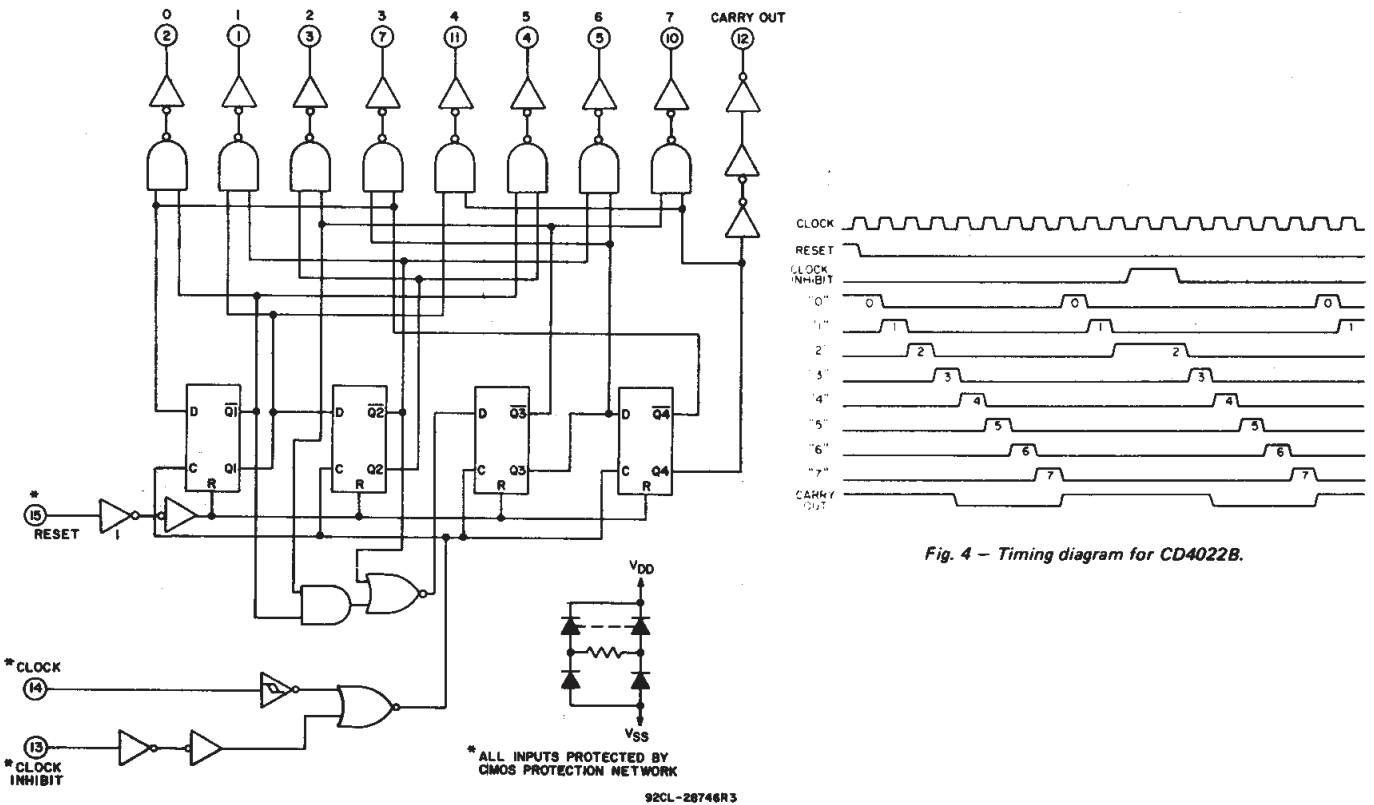 0 1 2 3 4 5 6 7 CARRY OUT
2 1 3 7 11 4 5 10 12
D Q1 D Q2 D Q3 D Q4
C Q1 C Q2 C Q3 C Q4
R R R R
*
15
RESET
1
* CLOCK
14
13
* CLOCK
INHIBIT
VDD
VSS
* ALL INPUTS PROTECTED BY
CMOS PROTECTION NETWORK
92CL-28746R3
CLOCK
RESET
CLOCK
INHIBIT
"0" 0 0 0
"1" 1 1 1
"2" 2 2
"3" 3 3
"4" 4 4
"5" 5 5
"6" 6 6
"7" 7 7
CARRY
OUT
Fig. 4 – Timing diagram for CD4022B.